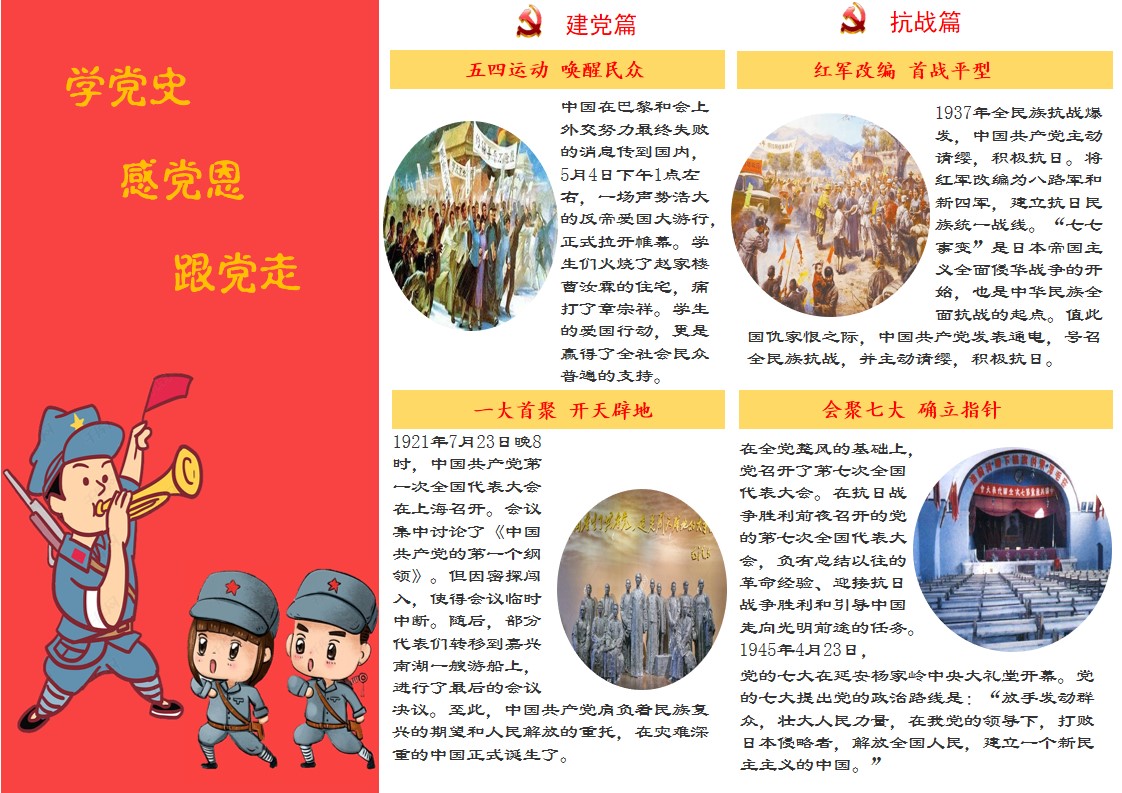 学党史
感党恩
跟党走
建党篇
五四运动 唤醒民众
中国在巴黎和会上
外交努力最终失败
的消息传到国内，
5月4日下午1点左
右，一场声势浩大
的反帝爱国大游行，
正式拉开帷幕。学
生们火烧了赵家楼
曹汝霖的住宅，痛
打了章宗祥。学生
的爱国行动，更是
赢得了全社会民众
普遍的支持。
一大首聚 开天辟地
1921年7月23日晚8
时，中国共产党第
一次全国代表大会
在上海召开。会议
集中讨论了《中国
共产党的第一个纲
领》。但因密探闯
入，使得会议临时
中断。随后，部分
代表们转移到嘉兴
南湖一艘游船上，
进行了最后的会议
决议。至此，中国共产党肩负着民族复
兴的期望和人民解放的重托，在灾难深
重的中国正式诞生了。
抗战篇
红军改编 首战平型
1937年全民族抗战爆
发，中国共产党主动
请缨，积极抗日。将
红军改编为八路军和
新四军，建立抗日民
族统一战线。“七七
事变”是日本帝国主
义全面侵华战争的开
始，也是中华民族全
面抗战的起点。值此
国仇家恨之际，中国共产党发表通电，号召
全民族抗战，并主动请缨，积极抗日。
会聚七大 确立指针
在全党整风的基础上，
党召开了第七次全国
代表大会。在抗日战
争胜利前夜召开的党
的第七次全国代表大
会，负有总结以往的
革命经验、迎接抗日
战争胜利和引导中国
走向光明前途的任务。
1945年4月23日，
党的七大在延安杨家岭中央大礼堂开幕。党
的七大提出党的政治路线是：“放手发动群
众，壮大人民力量，在我党的领导下，打败
日本侵略者，解放全国人民，建立一个新民
主主义的中国。”